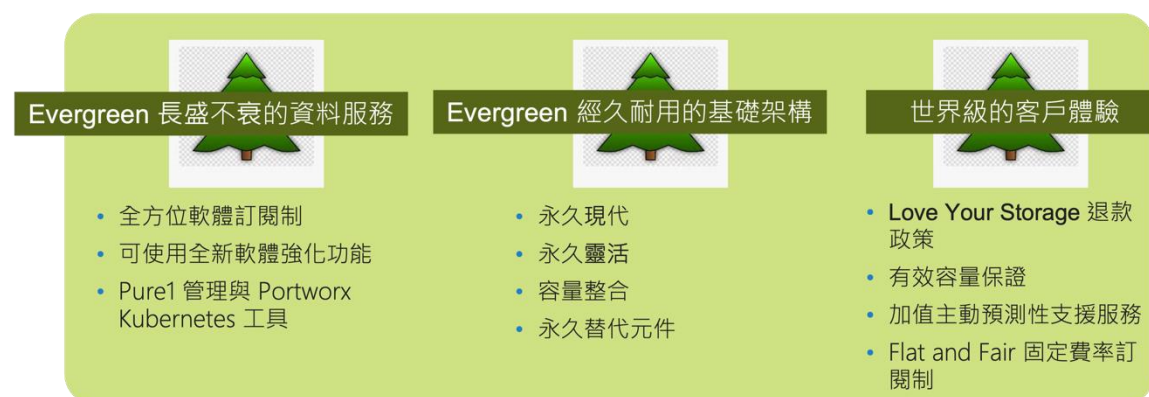 Evergreen 長盛不衰的資料服務
• 全方位軟體訂閱制
• 可使用全新軟體強化功能
• Pure1 管理與 Portworx
Kubernetes 工具
Evergreen 經久耐用的基礎架構
• 永久現代
• 永久靈活
• 容量整合
• 永久替代元件
世界級的客戶體驗
• Love Your Storage 退款
政策
• 有效容量保證
• 加值主動預測性支援服務
• Flat and Fair 固定費率訂
閱制